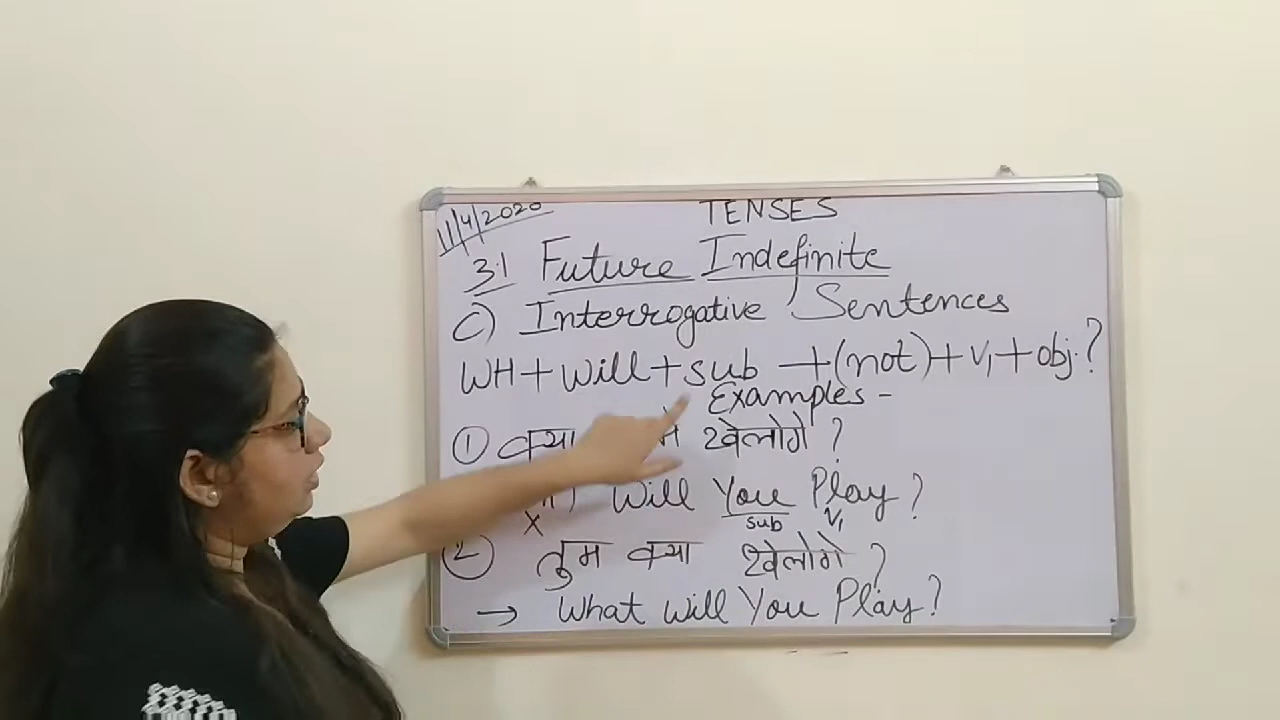 11/4/2020
TENSES
3.1 Future Indefinite
C) Interrogative Sentences
WH + will + sub + (not) + V1 + obj. ?
Examples -
① क्या खेलोगे ?
Will You Play ?
X sub V1
② तुम क्या खेलोगे ?
→ What Will You Play ?